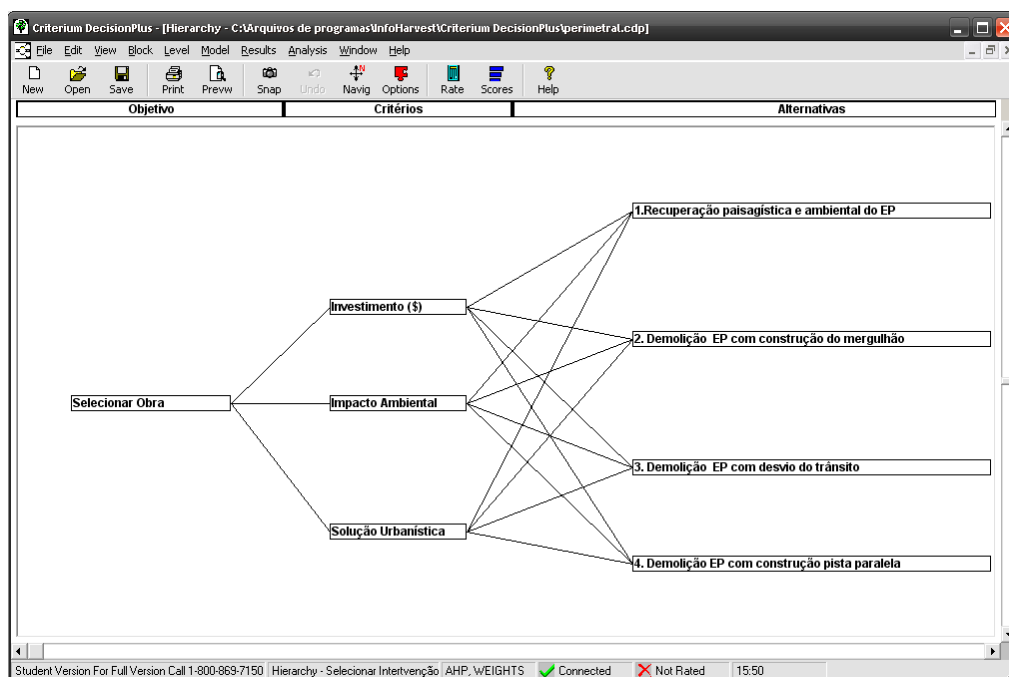 Criterium DecisionPlus - [Hierarchy - C:\Arquivos de programas\InfoHarvest\Criterium DecisionPlus\perimetral.cdp]
File Edit View Block Level Model Results Analysis Window Help
New Open Save Print Prevw Snap Undo Navig Options Rate Scores Help
Objetivo Critérios Alternativas
1.Recuperação paisagística e ambiental do EP
Investimento ($)
2. Demolição EP com construção do mergulhão
Selecionar Obra
Impacto Ambiental
3. Demolição EP com desvio do trânsito
Solução Urbanística
4. Demolição EP com construção pista paralela
Student Version For Full Version Call 1-800-869-7150 Hierarchy - Selecionar Intertvenção AHP, WEIGHTS Connected Not Rated 15:50